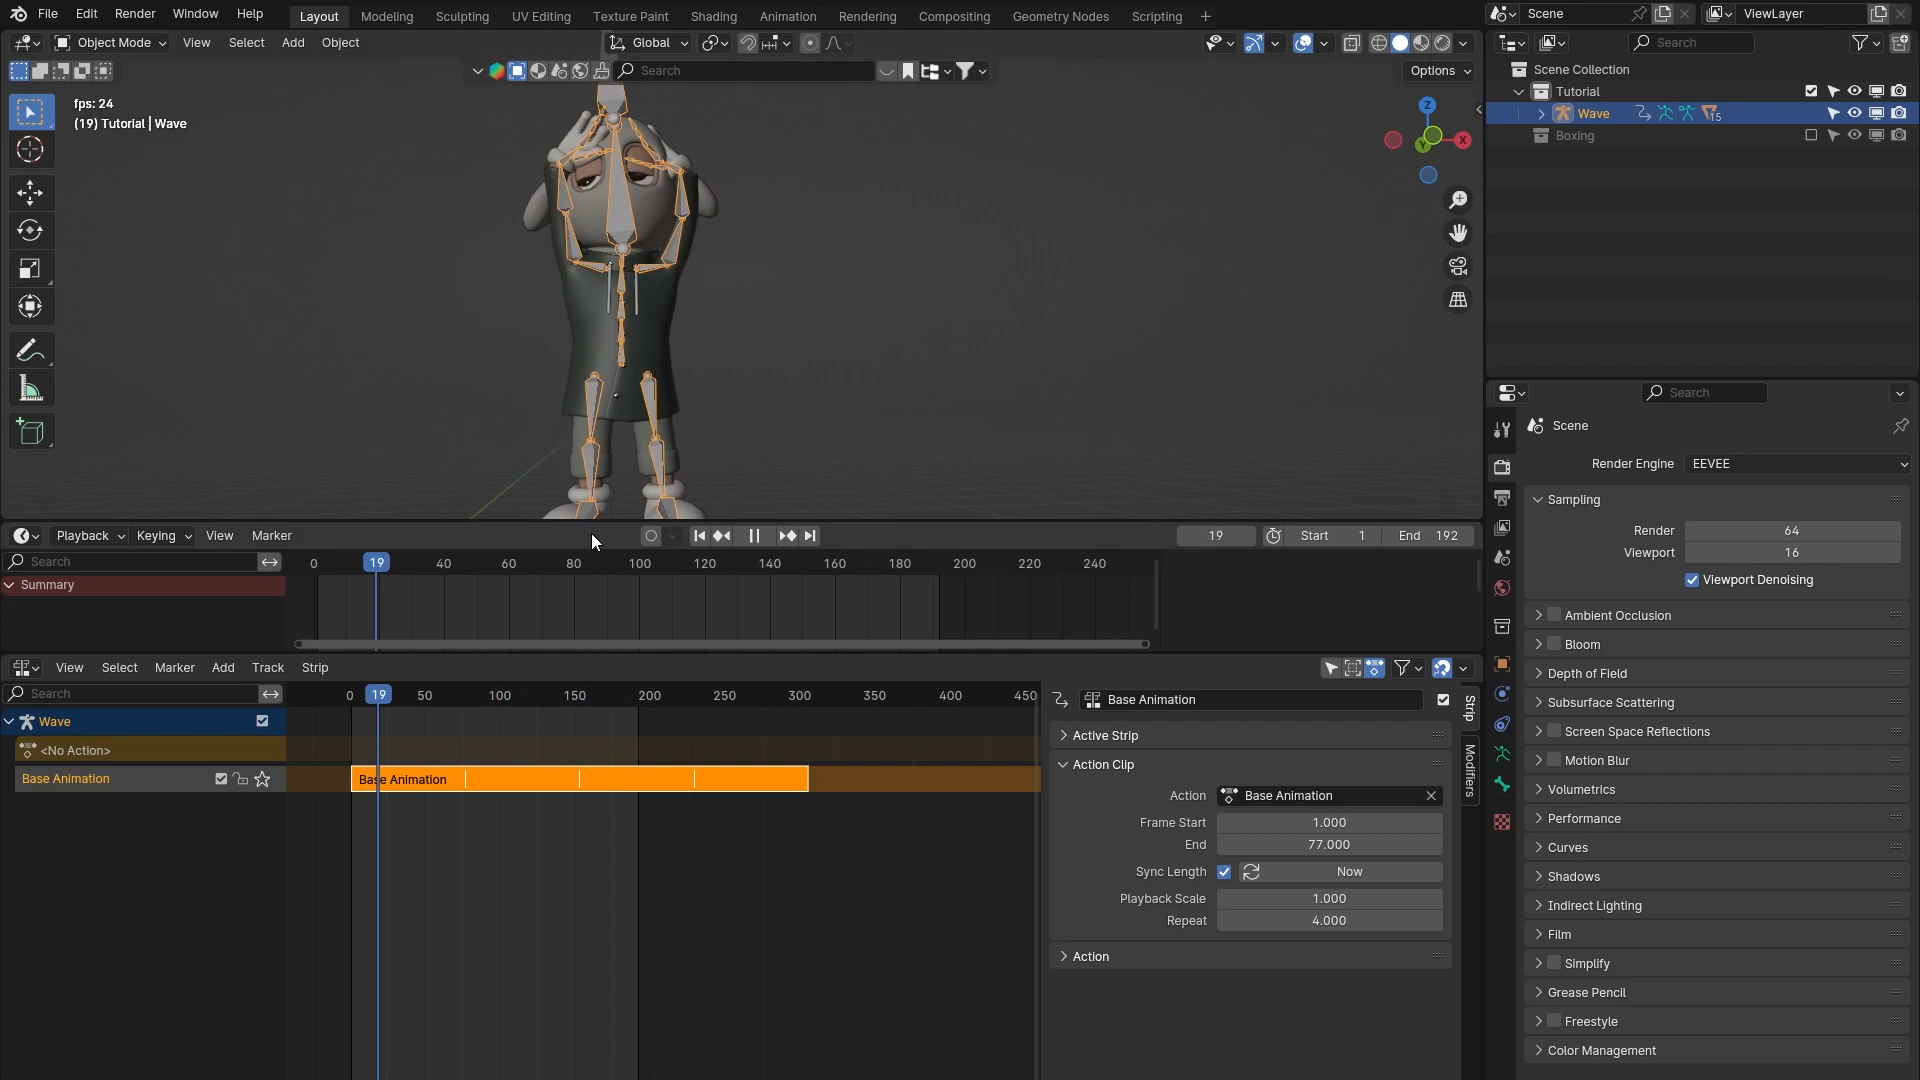 File Edit Render Window Help Layout Modeling Sculpting UV Editing Texture Paint Shading Animation Rendering Compositing Geometry Nodes Scripting + Scene ViewLayer
Object Mode View Select Add Object Global Search
Search Options
fps: 24
(19) Tutorial | Wave
Z
X
Y
Scene Collection
Tutorial
Wave 15
Boxing
Search
Scene
Render Engine EEVEE
Sampling
Render 64
Viewport 16
Viewport Denoising
Ambient Occlusion
Bloom
Depth of Field
Subsurface Scattering
Screen Space Reflections
Motion Blur
Volumetrics
Performance
Curves
Shadows
Indirect Lighting
Film
Simplify
Grease Pencil
Freestyle
Color Management
Playback Keying View Marker 19 Start 1 End 192
Search 0 19 40 60 80 100 120 140 160 180 200 220 240
Summary
View Select Marker Add Track Strip
Search 0 19 50 100 150 200 250 300 350 400 450
Wave
<No Action>
Base Animation Base Animation
Base Animation
Active Strip
Action Clip
Action Base Animation
Frame Start 1.000
End 77.000
Sync Length Now
Playback Scale 1.000
Repeat 4.000
Action
Strip
Modifiers